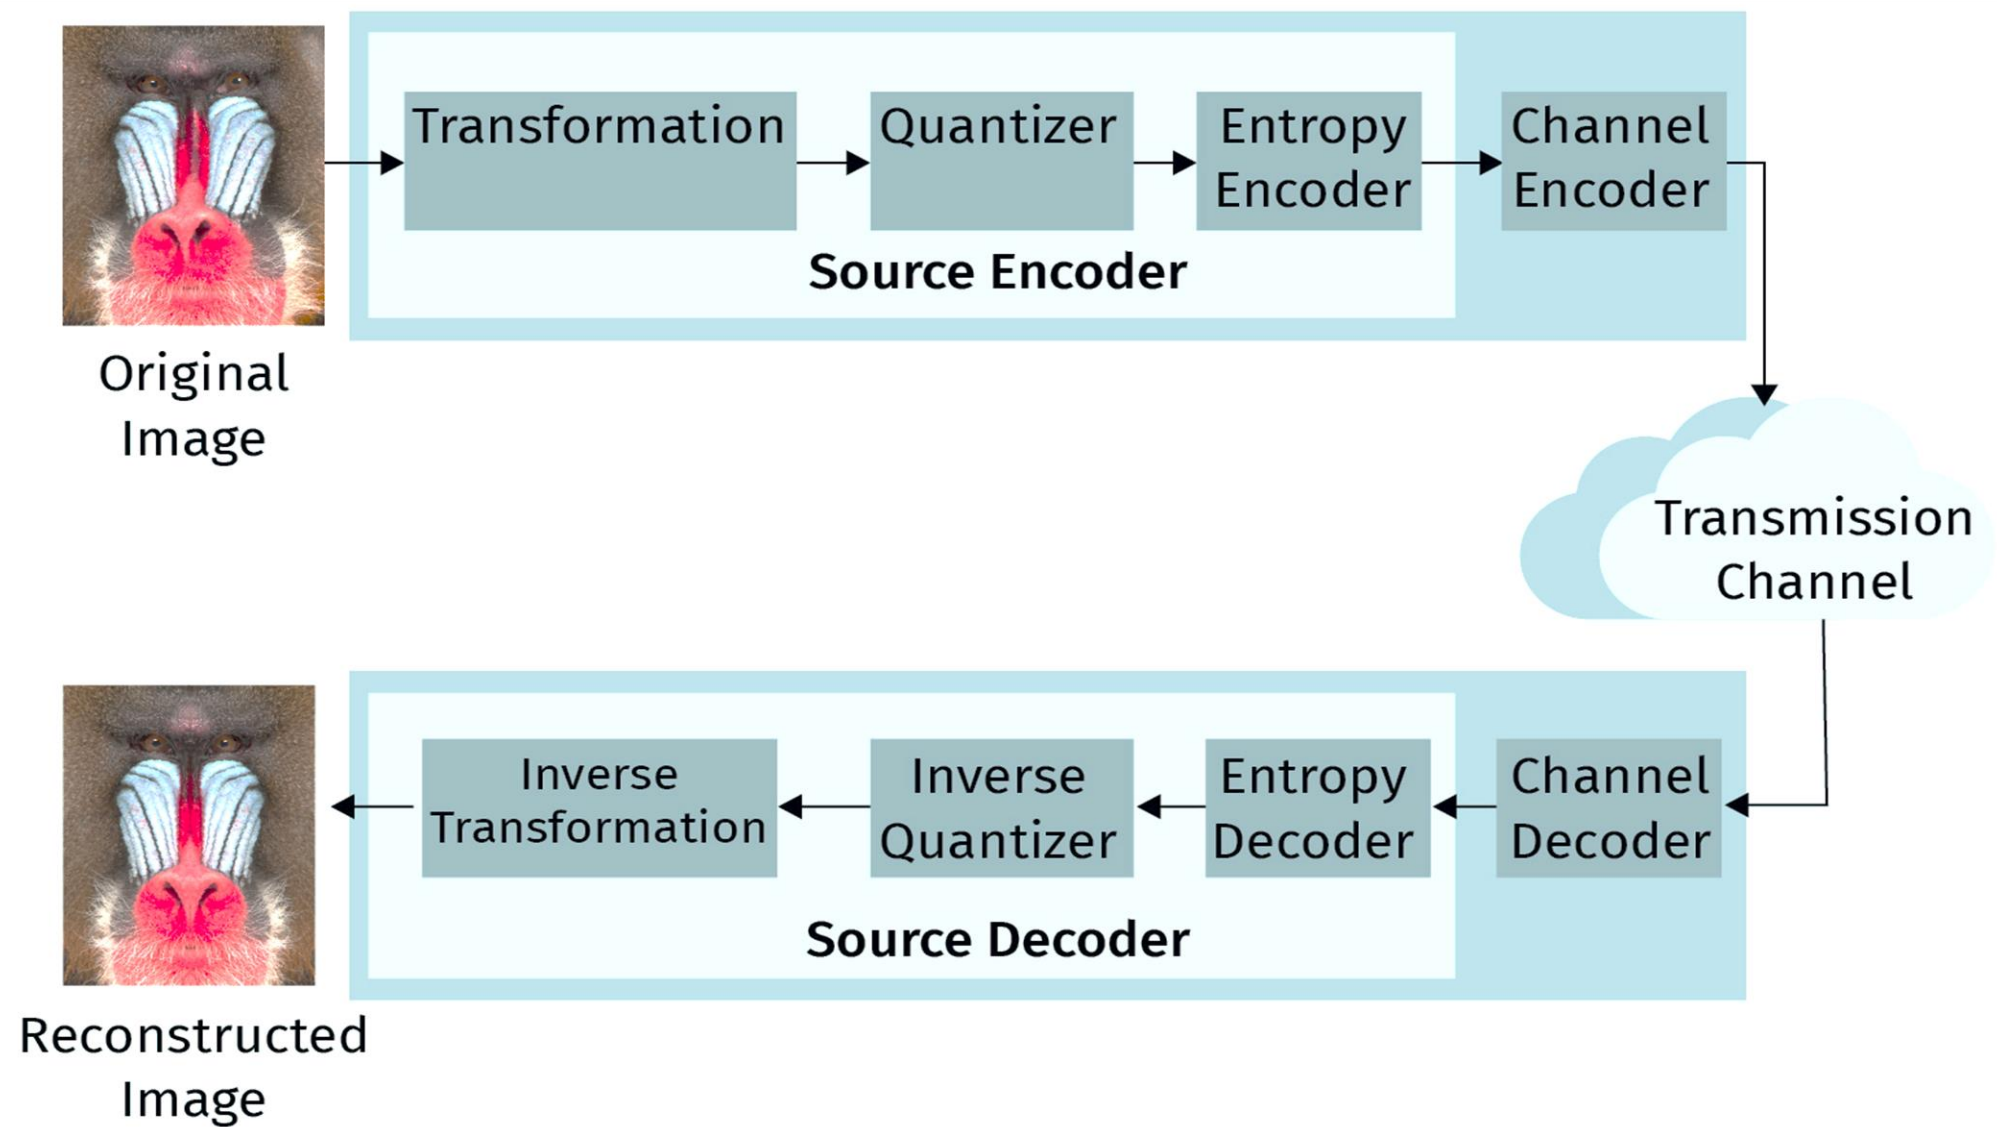 Transformation
Quantizer
Entropy
Encoder
Channel
Encoder
Source Encoder
Original
Image
Transmission
Channel
Inverse
Transformation
Inverse
Quantizer
Entropy
Decoder
Channel
Decoder
Source Decoder
Reconstructed
Image